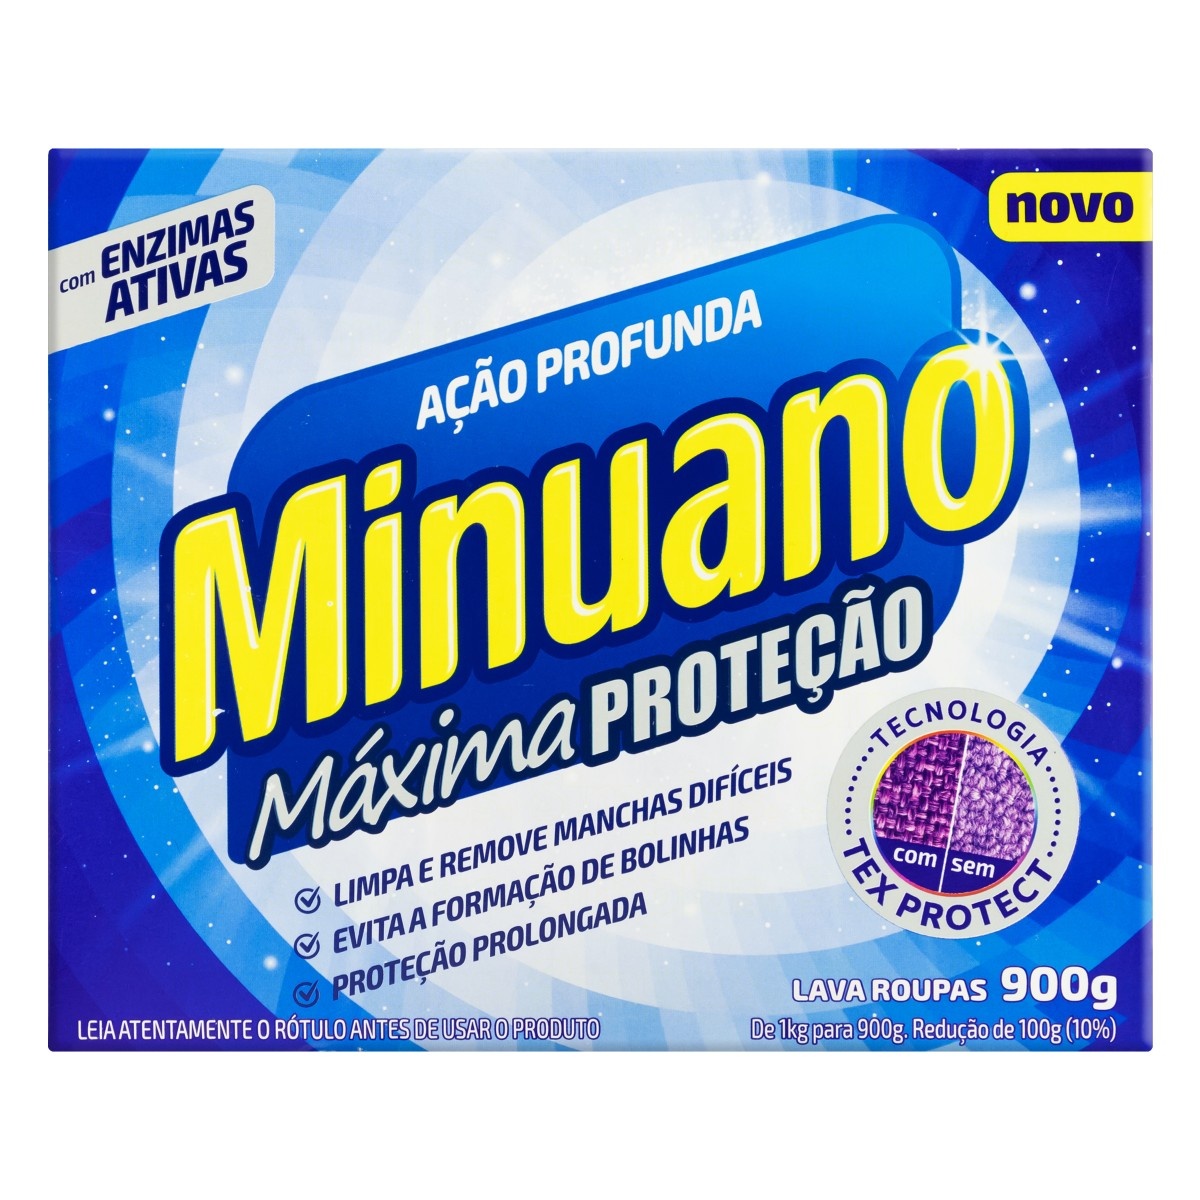 com ENZIMAS
ATIVAS
novo
AÇÃO PROFUNDA
Minuano
Máxima PROTEÇÃO
LIMPA E REMOVE MANCHAS DIFÍCEIS
EVITA A FORMAÇÃO DE BOLINHAS
PROTEÇÃO PROLONGADA
TECNOLOGIA
com sem
TEX PROTECT
LAVA ROUPAS 900g
LEIA ATENTAMENTE O RÓTULO ANTES DE USAR O PRODUTO
De 1kg para 900g. Redução de 100g (10%)